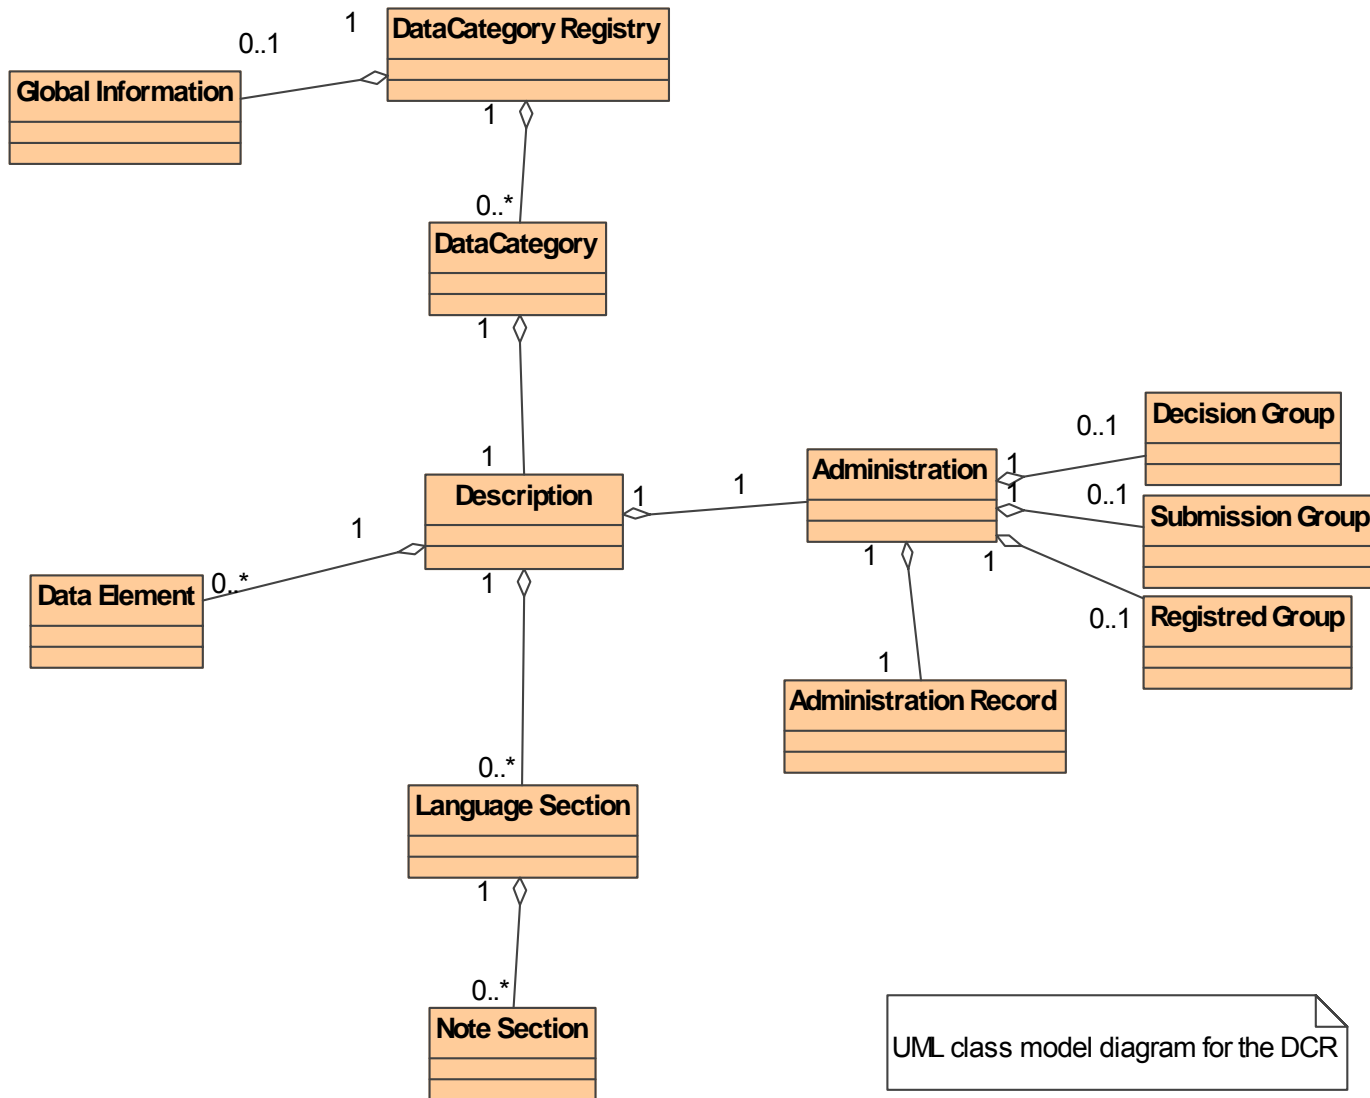 1
DataCategory Registry
0..1
Global Information
1
0..*
DataCategory
1
1
Description
1
1
Administration
1
0..1
Decision Group
1
0..1
Submission Group
1
0..1
Registred Group
1
0..*
Data Element
1
1
1
Administration Record
0..*
Language Section
1
0..*
Note Section
UML class model diagram for the DCR